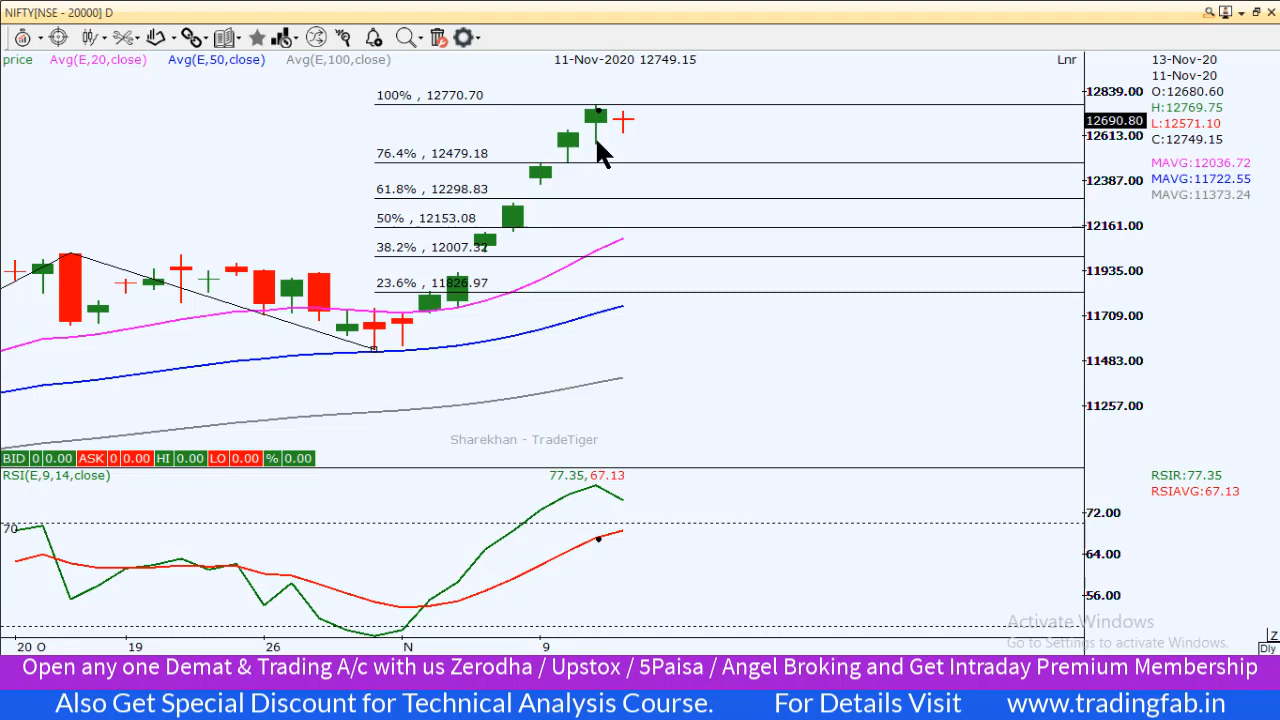 NIFTY[NSE - 20000] D
price Avg(E,20,close) Avg(E,50,close) Avg(E,100,close) 11-Nov-2020 12749.15 Lnr
13-Nov-20
11-Nov-20
O:12680.60
H:12769.75
L:12571.10
C:12749.15
MAVG:12036.72
MAVG:11722.55
MAVG:11373.24
100% , 12770.70
76.4% , 12479.18
61.8% , 12298.83
50% , 12153.08
38.2% , 12007.32
23.6% , 11826.97
12839.00
12690.80
12613.00
12387.00
12161.00
11935.00
11709.00
11483.00
11257.00
Sharekhan - TradeTiger
BID 0 0.00 ASK 0 0.00 HI 0.00 LO 0.00 % 0.00
RSI(E,9,14,close) 77.35,67.13
RSIR:77.35
RSIAVG:67.13
70
72.00
64.00
56.00
Activate Windows
Go to Settings to activate Windows.
20 O 19 26 N 9
Z
Dly
Open any one Demat & Trading A/c with us Zerodha / Upstox / 5Paisa / Angel Broking and Get Intraday Premium Membership
Also Get Special Discount for Technical Analysis Course. For Details Visit www.tradingfab.in